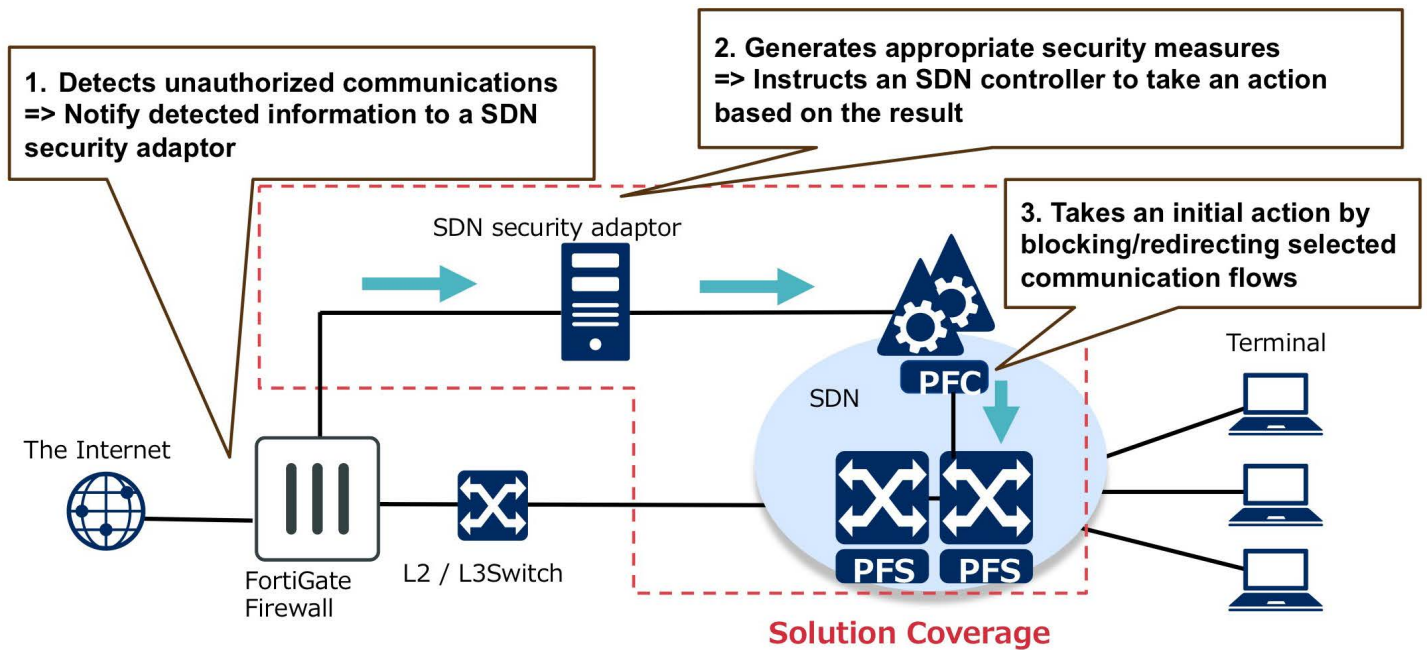 1. Detects unauthorized communications
=> Notify detected information to a SDN
security adaptor
2. Generates appropriate security measures
=> Instructs an SDN controller to take an action
based on the result
3. Takes an initial action by
blocking/redirecting selected
communication flows
SDN security adaptor
PFC
SDN
Terminal
The Internet
FortiGate
Firewall
L2 / L3Switch
PFS
PFS
Solution Coverage